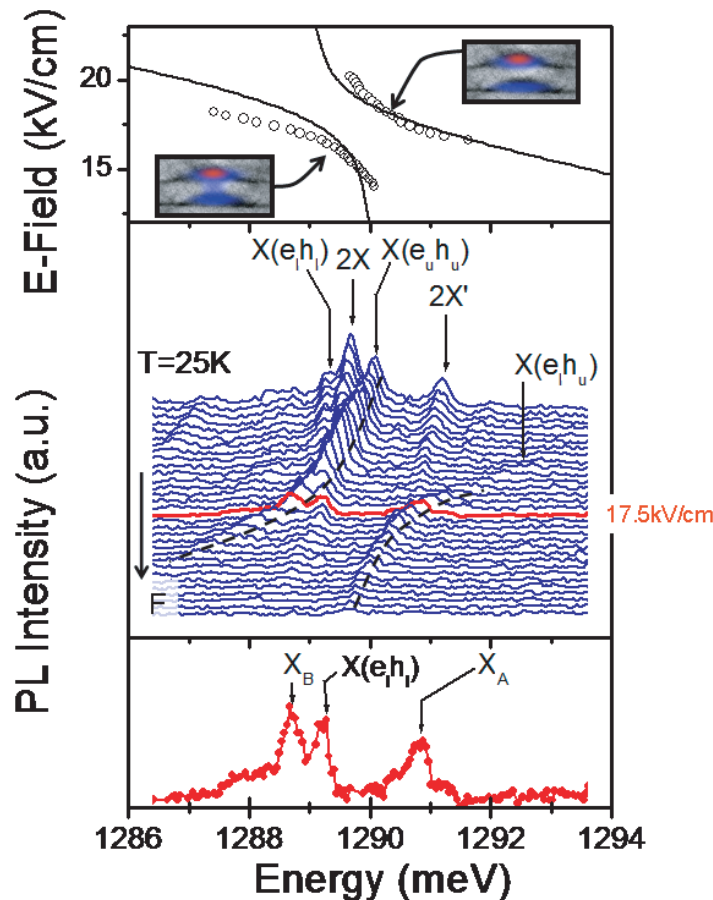 E-Field (kV/cm)
20
15
X(e_l h_l) 2X X(e_u h_u)
2X'
X(e_l h_u)
T=25K
17.5kV/cm
F
PL Intensity (a.u.)
X_B X(e_l h_l) X_A
1286 1288 1290 1292 1294
Energy (meV)